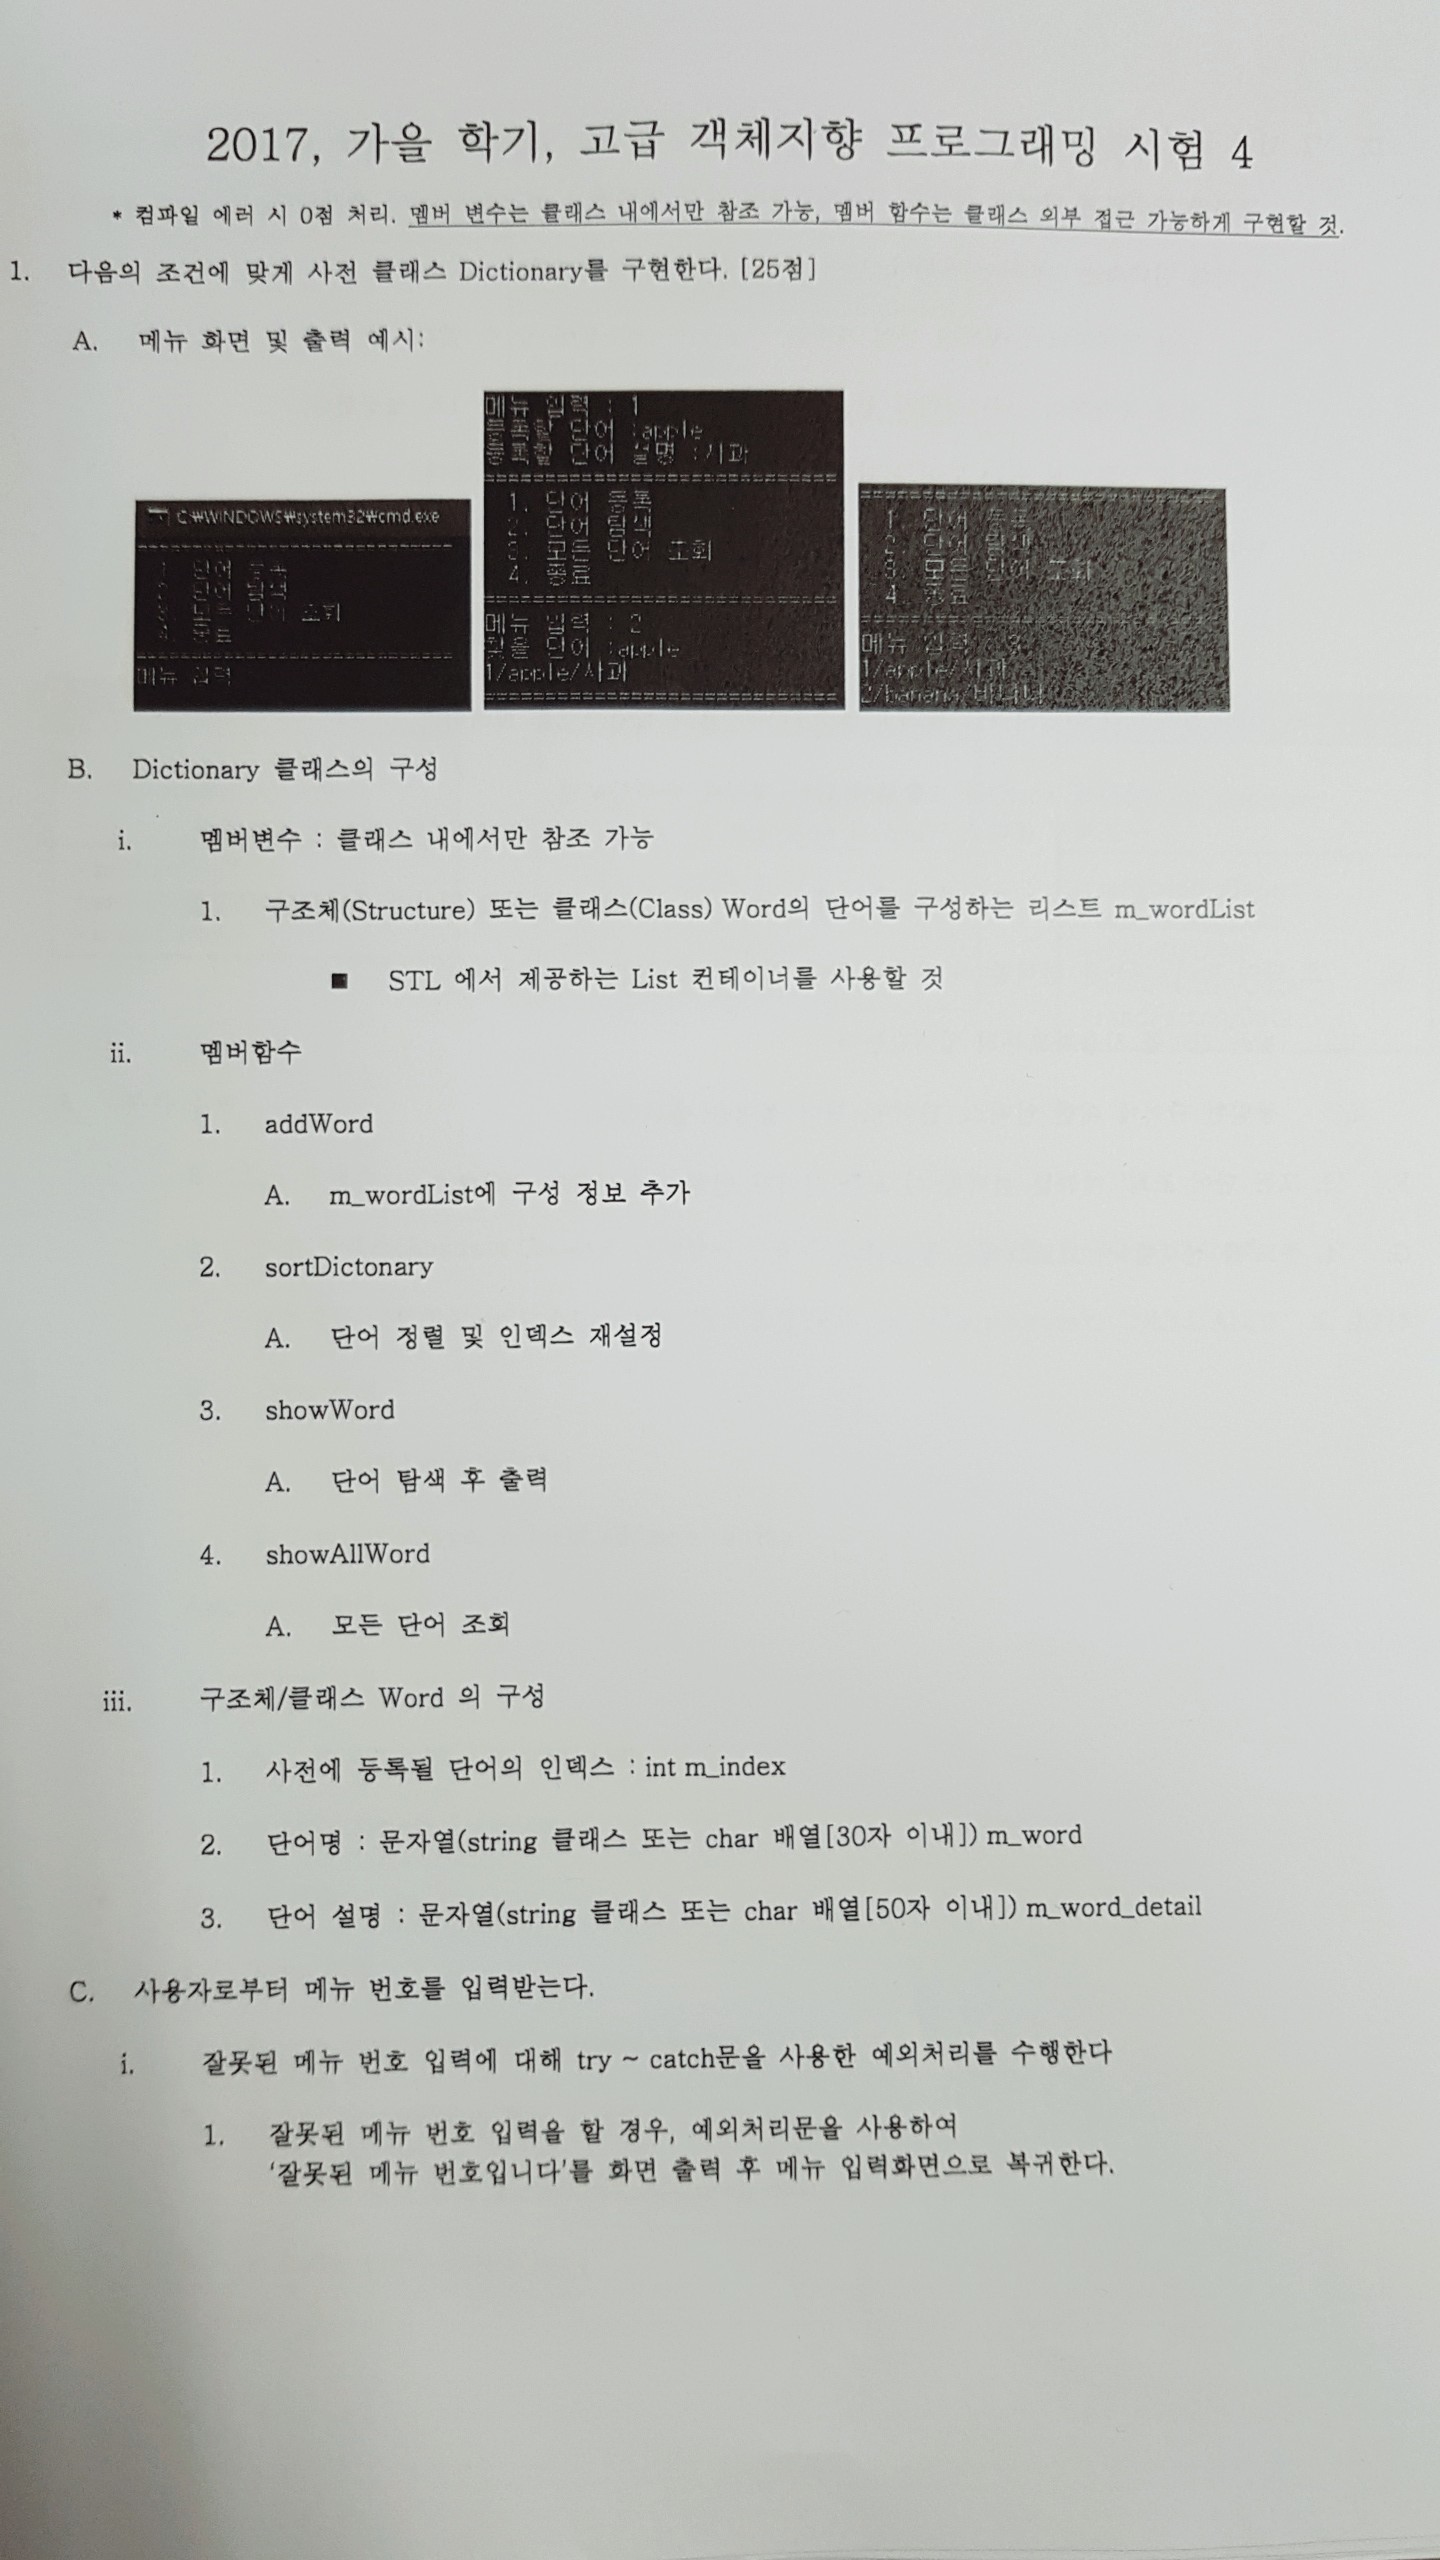 2017, 가을 학기, 고급 객체지향 프로그래밍 시험 4
* 컴파일 에러 시 0점 처리. 멤버 변수는 클래스 내에서만 참조 가능, 멤버 함수는 클래스 외부 접근 가능하게 구현할 것.
1. 다음의 조건에 맞게 사전 클래스 Dictionary를 구현한다. [25점]
A. 메뉴 화면 및 출력 예시:
C:₩WINDOWS₩system32₩cmd.exe
1. 단어 등록
2. 단어 탐색
3. 모든 단어 조회
4. 종료
메뉴 입력
메뉴 입력 : 1
등록할 단어 :apple
등록할 단어 설명 :사과
==============================
1. 단어 등록
2. 단어 탐색
3. 모든 단어 조회
4. 종료
==============================
메뉴 입력 : 2
찾을 단어 :apple
1/apple/사과
==============================
==============================
1. 단어 등록
2. 단어 탐색
3. 모든 단어 조회
4. 종료
==============================
메뉴 입력 : 3
1/apple/사과
2/banana/바나나
B. Dictionary 클래스의 구성
i. 멤버변수 : 클래스 내에서만 참조 가능
1. 구조체(Structure) 또는 클래스(Class) Word의 단어를 구성하는 리스트 m_wordList
■ STL 에서 제공하는 List 컨테이너를 사용할 것
ii. 멤버함수
1. addWord
A. m_wordList에 구성 정보 추가
2. sortDictonary
A. 단어 정렬 및 인덱스 재설정
3. showWord
A. 단어 탐색 후 출력
4. showAllWord
A. 모든 단어 조회
iii. 구조체/클래스 Word 의 구성
1. 사전에 등록될 단어의 인덱스 : int m_index
2. 단어명 : 문자열(string 클래스 또는 char 배열[30자 이내]) m_word
3. 단어 설명 : 문자열(string 클래스 또는 char 배열[50자 이내]) m_word_detail
C. 사용자로부터 메뉴 번호를 입력받는다.
i. 잘못된 메뉴 번호 입력에 대해 try ~ catch문을 사용한 예외처리를 수행한다
1. 잘못된 메뉴 번호 입력을 할 경우, 예외처리문을 사용하여
'잘못된 메뉴 번호입니다'를 화면 출력 후 메뉴 입력화면으로 복귀한다.